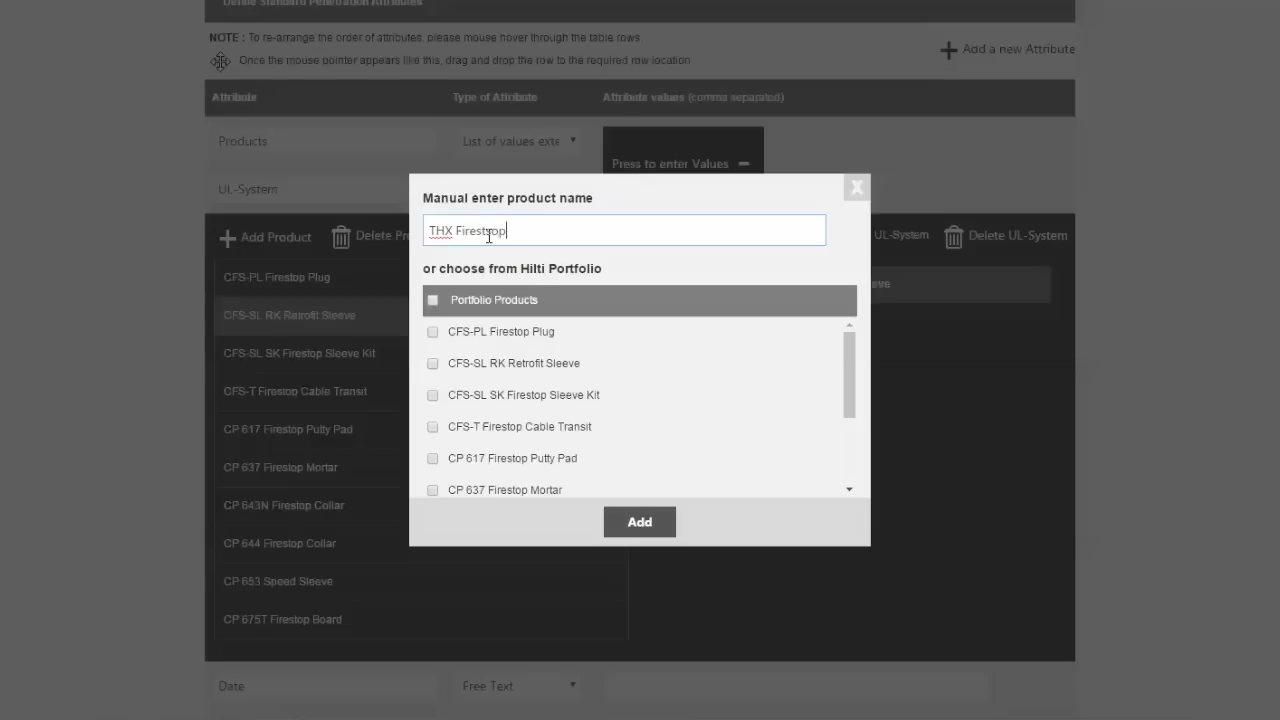 Define Standard Penetration Attributes
NOTE : To re-arrange the order of attributes, please mouse hover through the table rows
Once the mouse pointer appears like this, drag and drop the row to the required row location
Add a new Attribute
Attribute Type of Attribute Attribute values (comma separated)
Products List of values exte
Press to enter Values
UL-System
Manual enter product name
X
THX Firestsop
or choose from Hilti Portfolio
Portfolio Products
CFS-PL Firestop Plug
CFS-SL RK Retrofit Sleeve
CFS-SL SK Firestop Sleeve Kit
CFS-T Firestop Cable Transit
CP 617 Firestop Putty Pad
CP 637 Firestop Mortar
Add
Add Product Delete Pr
UL-System Delete UL-System
CFS-PL Firestop Plug
CFS-SL RK Retrofit Sleeve
CFS-SL SK Firestop Sleeve Kit
CFS-T Firestop Cable Transit
CP 617 Firestop Putty Pad
CP 637 Firestop Mortar
CP 643N Firestop Collar
CP 644 Firestop Collar
CP 653 Speed Sleeve
CP 675T Firestop Board
Date Free Text